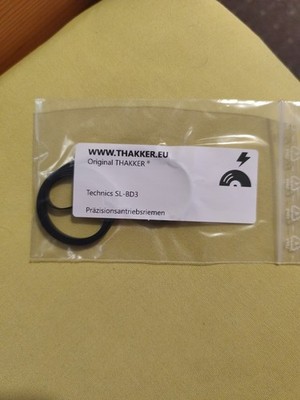 WWW.THAKKER.EU
Original THAKKER ®
Technics SL-BD3
Präzisionsantriebsriemen